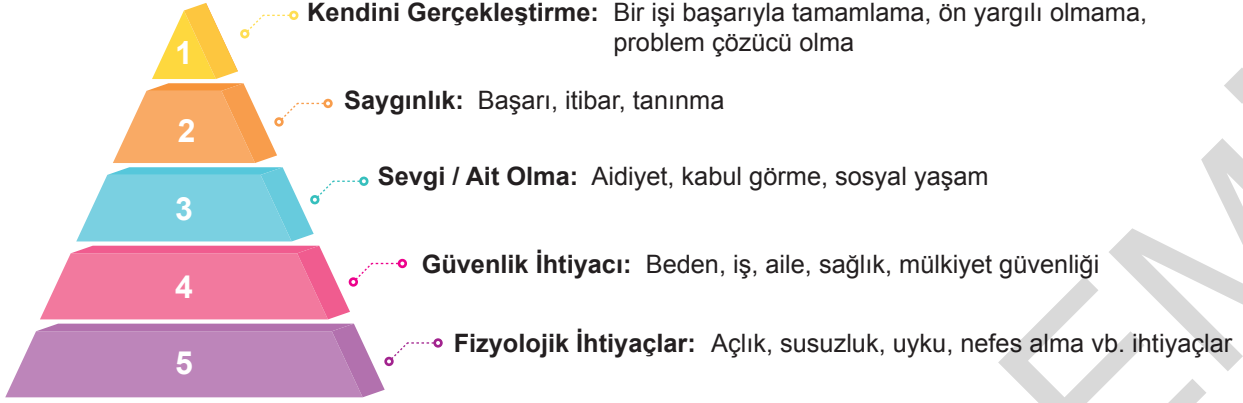 1
Kendini Gerçekleştirme: Bir işi başarıyla tamamlama, ön yargılı olmama,
problem çözücü olma
2
Saygınlık: Başarı, itibar, tanınma
3
Sevgi / Ait Olma: Aidiyet, kabul görme, sosyal yaşam
4
Güvenlik İhtiyacı: Beden, iş, aile, sağlık, mülkiyet güvenliği
5
Fizyolojik İhtiyaçlar: Açlık, susuzluk, uyku, nefes alma vb. ihtiyaçlar